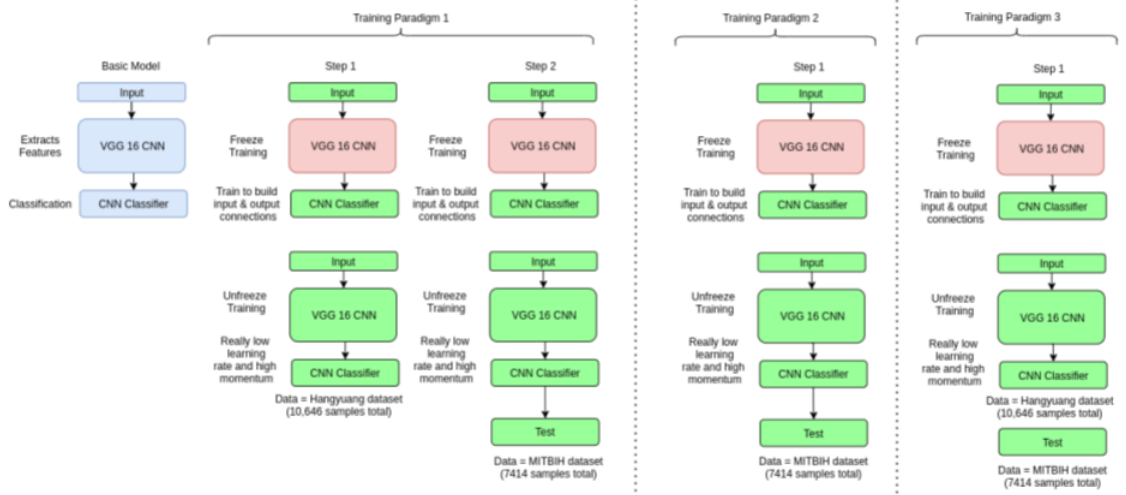 Training Paradigm 1
Training Paradigm 2
Training Paradigm 3
Basic Model
Input
Extracts
Features
VGG 16 CNN
Classification
CNN Classifier
Step 1
Input
Freeze
Training
VGG 16 CNN
Train to build
input & output
connections
CNN Classifier
Input
Unfreeze
Training
VGG 16 CNN
Really low
learning
rate and high
momentum
CNN Classifier
Data = Hangyuang dataset
(10,646 samples total)
Step 2
Input
Freeze
Training
VGG 16 CNN
Train to build
input & output
connections
CNN Classifier
Input
Unfreeze
Training
VGG 16 CNN
Really low
learning
rate and high
momentum
CNN Classifier
Test
Data = MITBIH dataset
(7414 samples total)
Step 1
Input
Freeze
Training
VGG 16 CNN
Train to build
input & output
connections
CNN Classifier
Input
Unfreeze
Training
VGG 16 CNN
Really low
learning
rate and high
momentum
CNN Classifier
Test
Data = MITBIH dataset
(7414 samples total)
Step 1
Input
Freeze
Training
VGG 16 CNN
Train to build
input & output
connections
CNN Classifier
Input
Unfreeze
Training
VGG 16 CNN
Really low
learning
rate and high
momentum
CNN Classifier
Data = Hangyuang dataset
(10,646 samples total)
Test
Data = MITBIH dataset
(7414 samples total)